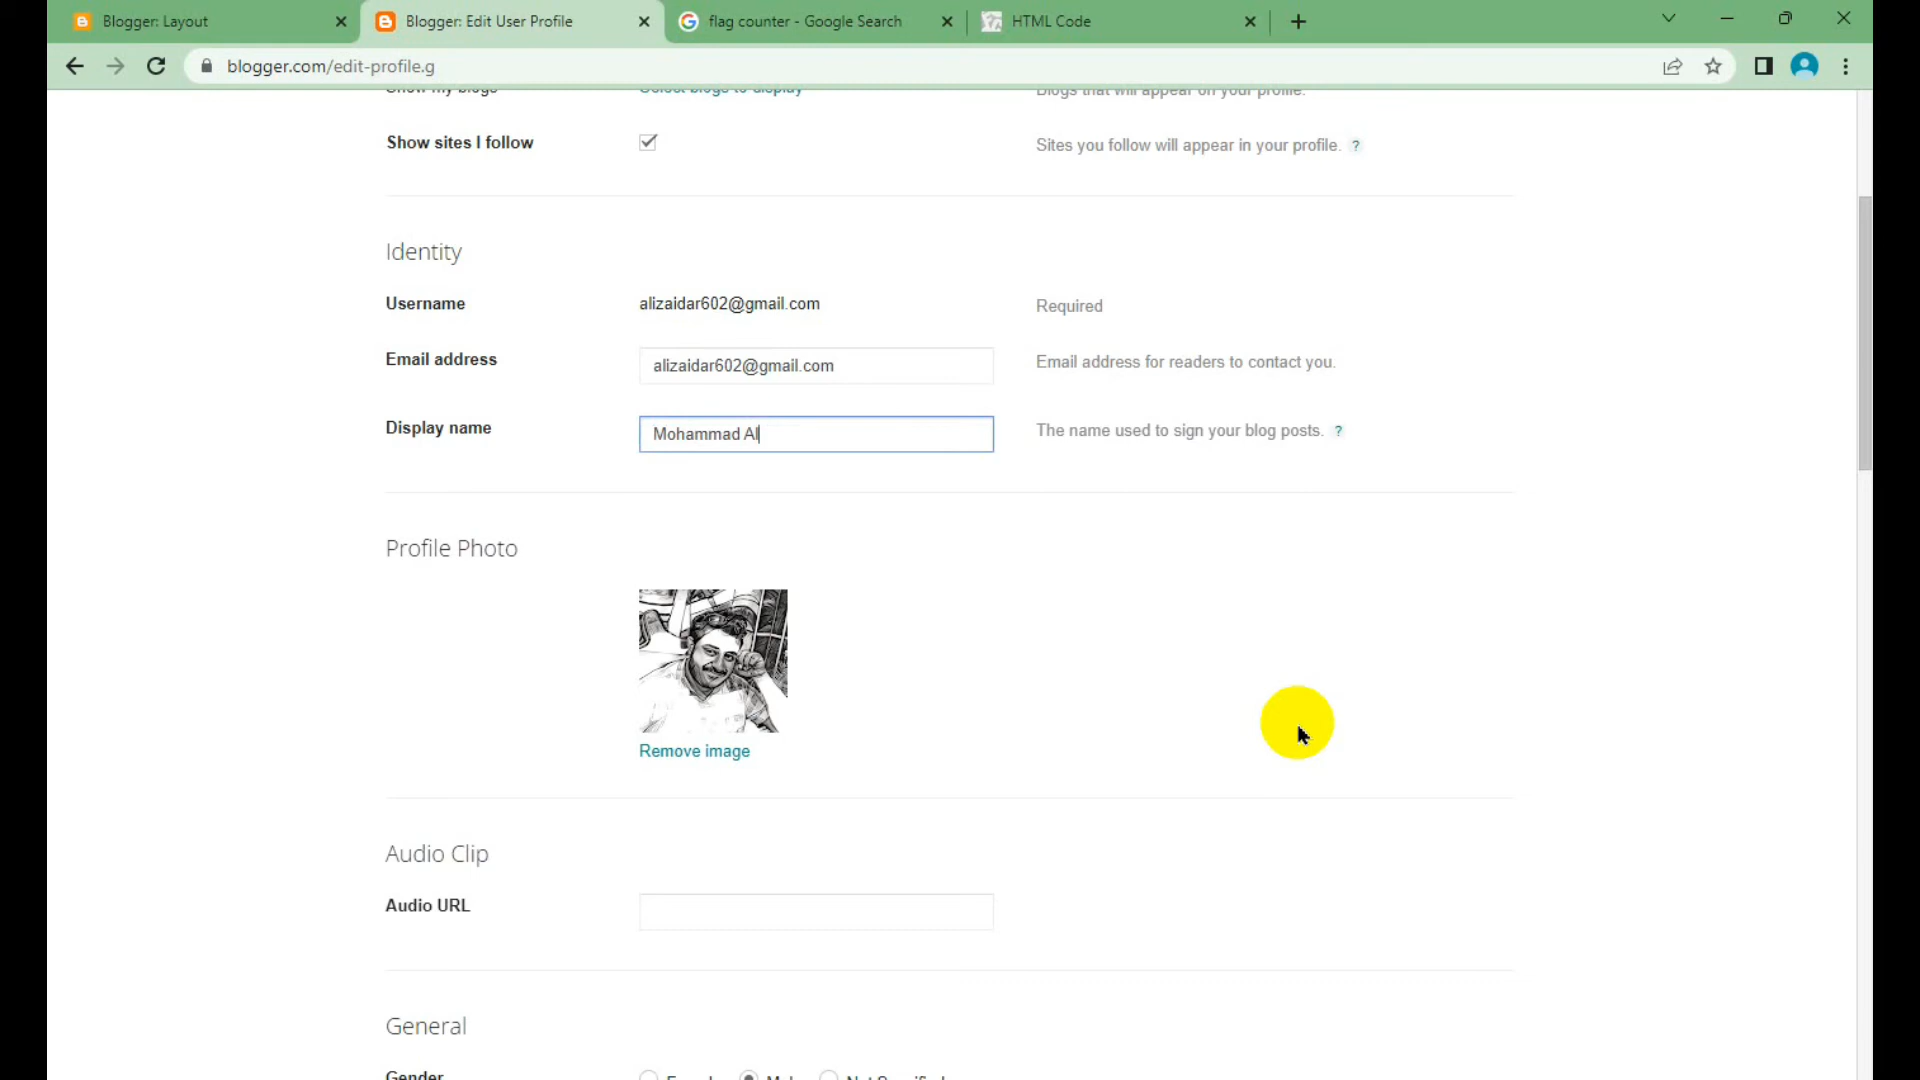 Blogger: Layout
Blogger: Edit User Profile
flag counter - Google Search
HTML Code
blogger.com/edit-profile.g
Show my blogs
Select blogs to display
Blogs that will appear on your profile.
Show sites I follow
Sites you follow will appear in your profile. ?
Identity
Username
alizaidar602@gmail.com
Required
Email address
alizaidar602@gmail.com
Email address for readers to contact you.
Display name
Mohammad Al
The name used to sign your blog posts. ?
Profile Photo
Remove image
Audio Clip
Audio URL
General
Gender
Female
Male
Not Specified